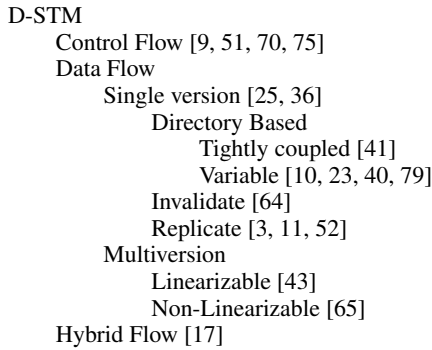 D-STM
Control Flow [9, 51, 70, 75]
Data Flow
Single version [25, 36]
Directory Based
Tightly coupled [41]
Variable [10, 23, 40, 79]
Invalidate [64]
Replicate [3, 11, 52]
Multiversion
Linearizable [43]
Non-Linearizable [65]
Hybrid Flow [17]